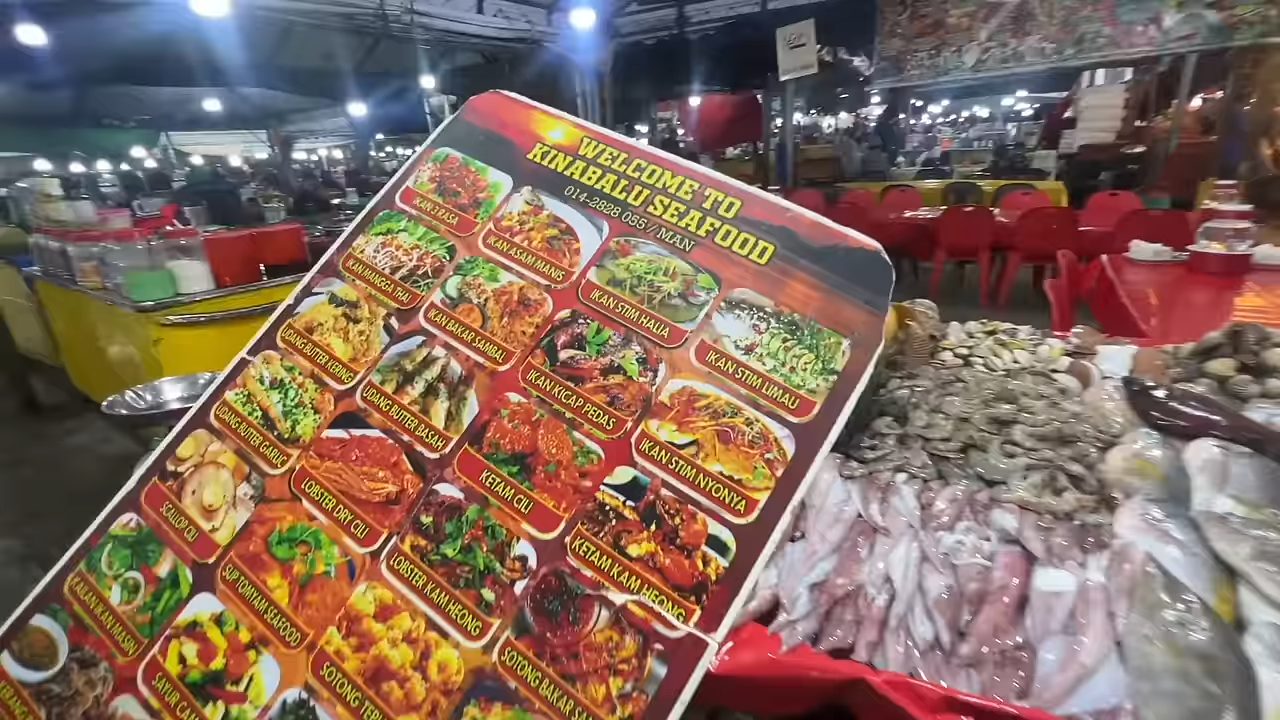 WELCOME TO
KINABALU SEAFOOD
014-2828 055 / MAN
IKAN 3 RASA
IKAN ASAM MANIS
IKAN STIM HALIA
IKAN STIM LIMAU
IKAN MANGGA THAI
IKAN BAKAR SAMBAL
IKAN KICAP PEDAS
IKAN STIM NYONYA
UDANG BUTTER KERING
UDANG BUTTER BASAH
KETAM CILI
KETAM KAM HEONG
UDANG BUTTER GARLIC
LOBSTER DRY CILI
LOBSTER KAM HEONG
SOTONG BAKAR
SCALLOP CILI
SUP TOMYAM SEAFOOD
SOTONG
KAILAN IKAN MASIN
SAYUR